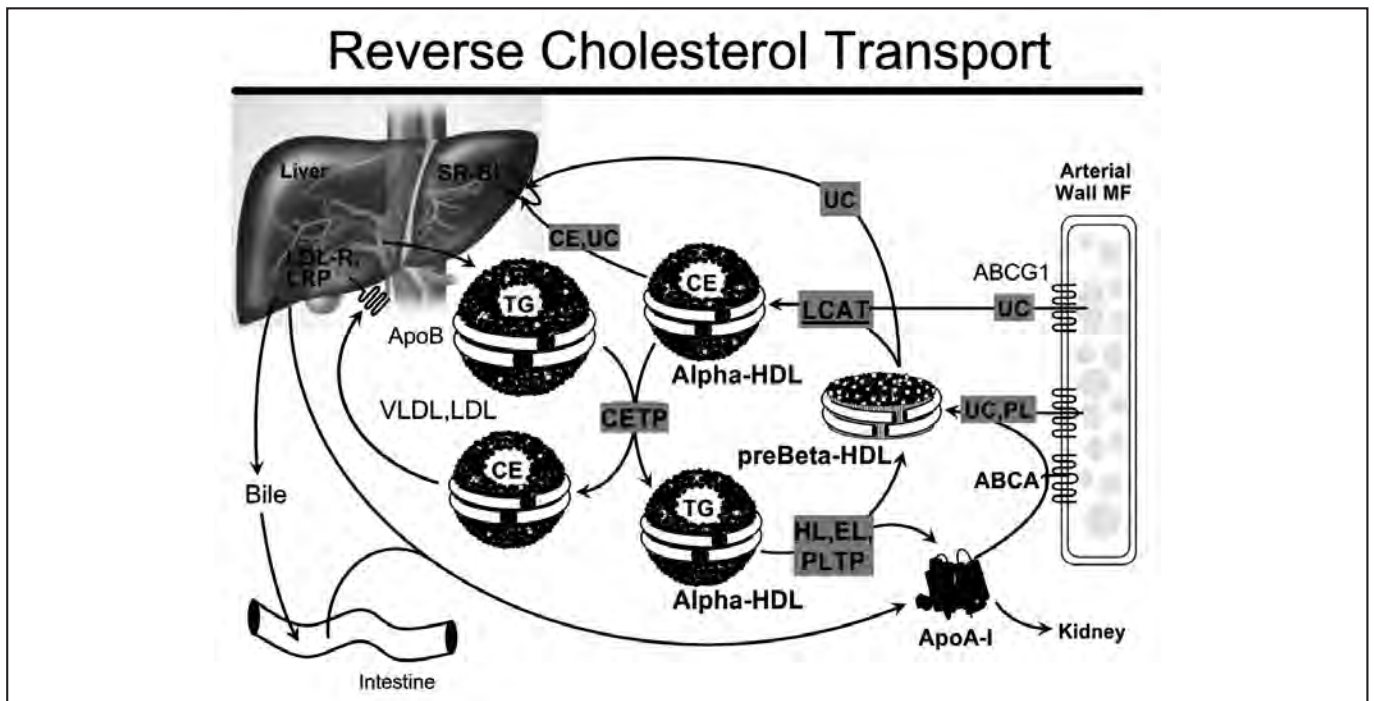 Reverse Cholesterol Transport
Liver
SR-BI
UC
Arterial
Wall MF
CE,UC
LDL-R,
LRP
TG
CE
ABCG1
LCAT
UC
ApoB
Alpha-HDL
VLDL,LDL
CETP
UC,PL
preBeta-HDL
CE
ABCA
Bile
TG
HL,EL,
PLTP
Alpha-HDL
ApoA-I
Kidney
Intestine